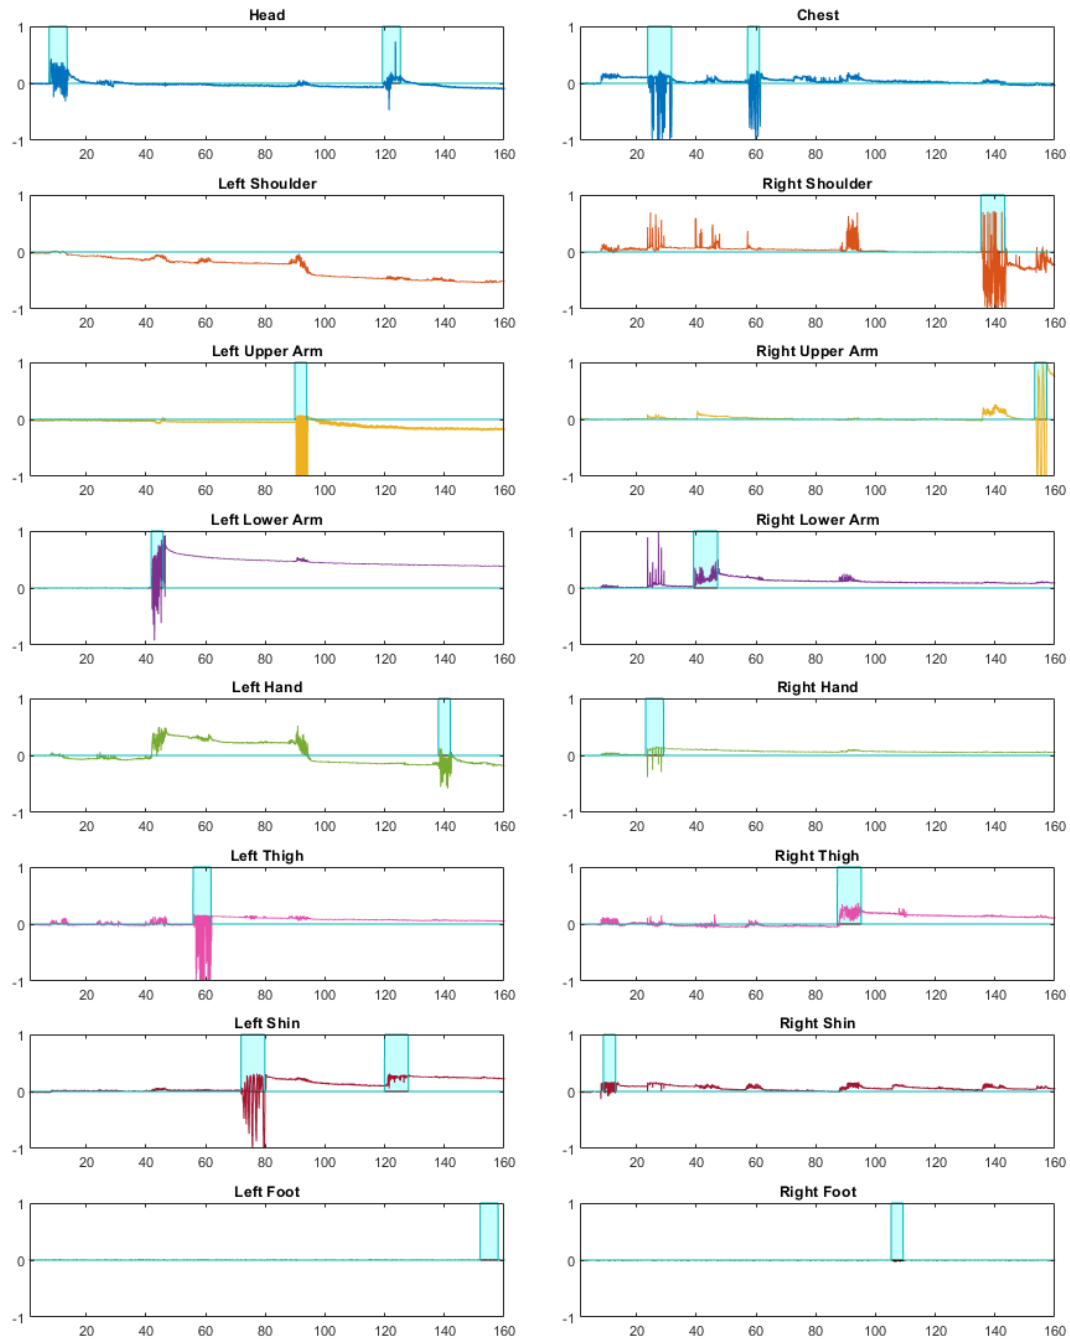 Head
Chest
1
0
-1
20 40 60 80 100 120 140 160
1
0
-1
20 40 60 80 100 120 140 160
Left Shoulder
Right Shoulder
1
0
-1
20 40 60 80 100 120 140 160
1
0
-1
20 40 60 80 100 120 140 160
Left Upper Arm
Right Upper Arm
1
0
-1
20 40 60 80 100 120 140 160
1
0
-1
20 40 60 80 100 120 140 160
Left Lower Arm
Right Lower Arm
1
0
-1
20 40 60 80 100 120 140 160
1
0
-1
20 40 60 80 100 120 140 160
Left Hand
Right Hand
1
0
-1
20 40 60 80 100 120 140 160
1
0
-1
20 40 60 80 100 120 140 160
Left Thigh
Right Thigh
1
0
-1
20 40 60 80 100 120 140 160
1
0
-1
20 40 60 80 100 120 140 160
Left Shin
Right Shin
1
0
-1
20 40 60 80 100 120 140 160
1
0
-1
20 40 60 80 100 120 140 160
Left Foot
Right Foot
1
0
-1
20 40 60 80 100 120 140 160
1
0
-1
20 40 60 80 100 120 140 160